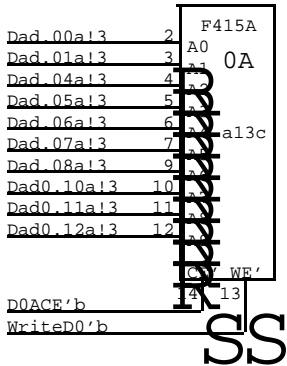 F415A
0A
a13c
Dad.00a!3 2 A0
Dad.01a!3 3 A1
Dad.04a!3 4 A2
Dad.05a!3 5
Dad.06a!3 6
Dad.07a!3 7
Dad.08a!3 9
Dad0.10a!3 10
Dad0.11a!3 11
Dad0.12a!3 12
WE'
14 13
D0ACE'b
WriteD0'b
SS